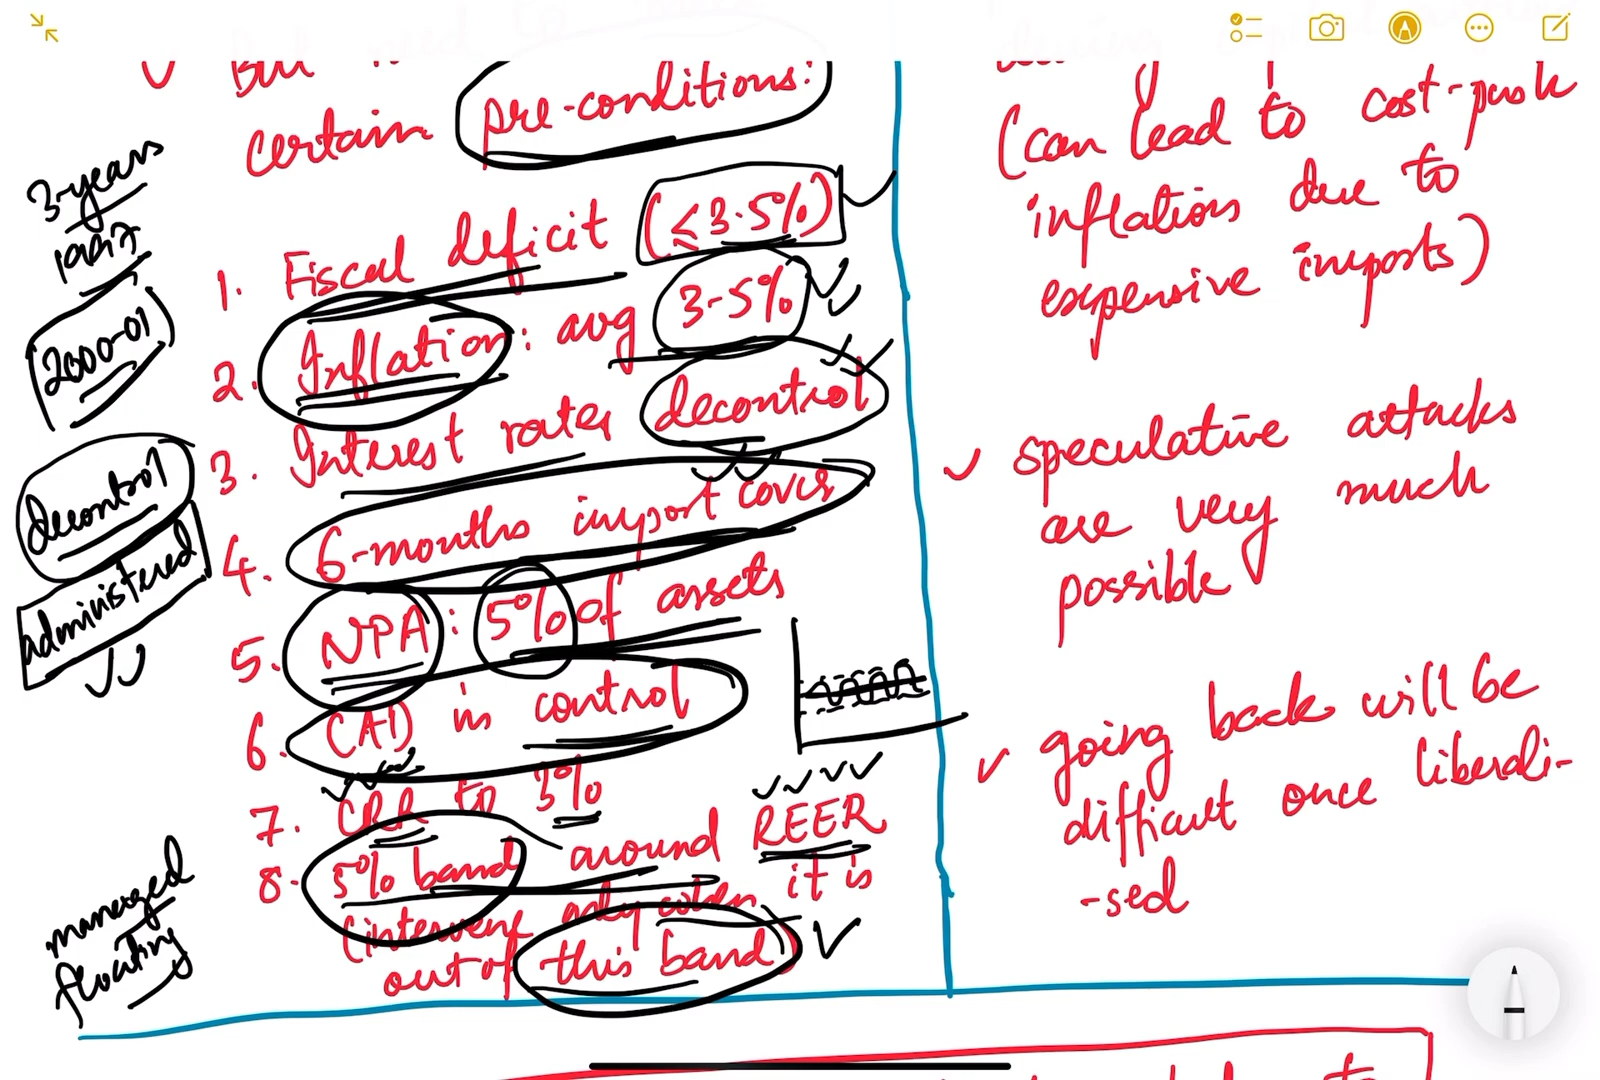 certain pre-conditions:
1. Fiscal deficit (≤3.5%)
2. Inflation: avg 3-5%
3. Interest rates decontrol
4. 6-months import cover
5. NPA: 5% of assets
6. CAD in control
7. CRR to 3%
8. 5% band around REER
(intervene only when it is
out of this band)
3-years
1997
2000-01
decontrol
administered
managed
floating
(can lead to cost-push
inflation due to
expensive imports)
speculative attacks
are very much
possible
going back will be
difficult once liberali-
-sed